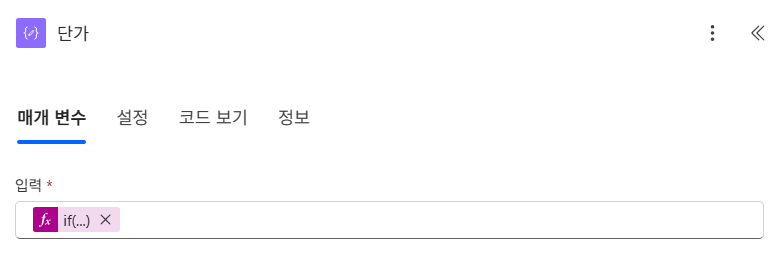 단가
매개 변수 설정 코드 보기 정보
입력 *
fx if(...)